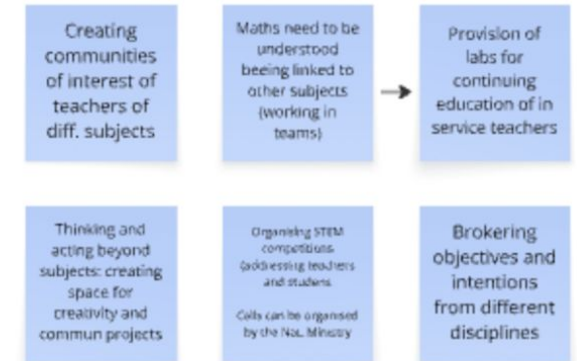 Creating
communities
of interest of
teachers of
diff. subjects
Maths need to be
understood
beeing linked to
other subjects
(working in
teams)
Provision of
labs for
continuing
education of in
service teachers
Thinking and
acting beyond
subjects: creating
space for
creativity and
commun projects
Organising STEM
competitions
(addressing teachers
and studens
Calls can be organised
by the Nat. Ministry
Brokering
objectives and
intentions
from different
disciplines